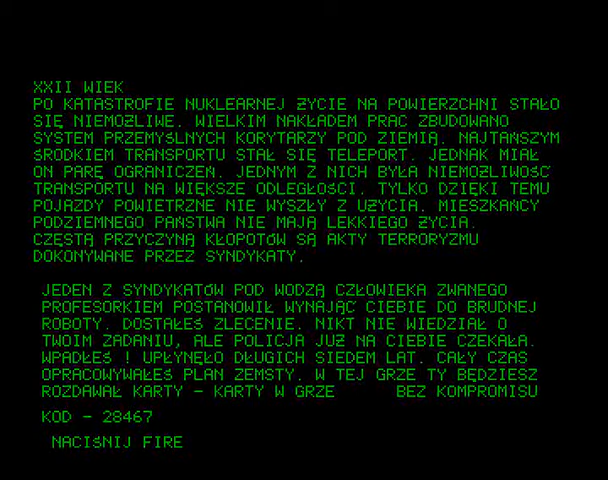 XXII WIEK
PO KATASTROFIE NUKLEARNEJ ŻYCIE NA POWIERZCHNI STAŁO
SIĘ NIEMOŻLIWE. WIELKIM NAKŁADEM PRAC ZBUDOWANO
SYSTEM PRZEMYŚLNYCH KORYTARZY POD ZIEMIĄ. NAJTAŃSZYM
ŚRODKIEM TRANSPORTU STAŁ SIĘ TELEPORT. JEDNAK MIAŁ
ON PARĘ OGRANICZEŃ. JEDNYM Z NICH BYŁA NIEMOŻLIWOŚĆ
TRANSPORTU NA WIĘKSZE ODLEGŁOŚCI. TYLKO DZIĘKI TEMU
POJAZDY POWIETRZNE NIE WYSZŁY Z UŻYCIA. MIESZKAŃCY
PODZIEMNEGO PAŃSTWA NIE MAJĄ LEKKIEGO ŻYCIA.
CZĘSTĄ PRZYCZYNĄ KŁOPOTÓW SĄ AKTY TERRORYZMU
DOKONYWANE PRZEZ SYNDYKATY.
JEDEN Z SYNDYKATÓW POD WODZĄ CZŁOWIEKA ZWANEGO
PROFESORKIEM POSTANOWIŁ WYNAJĄĆ CIEBIE DO BRUDNEJ
ROBOTY. DOSTAŁEŚ ZLECENIE. NIKT NIE WIEDZIAŁ O
TWOIM ZADANIU, ALE POLICJA JUŻ NA CIEBIE CZEKAŁA.
WPADŁEŚ ! UPŁYNĘŁO DŁUGICH SIEDEM LAT. CAŁY CZAS
OPRACOWYWAŁEŚ PLAN ZEMSTY. W TEJ GRZE TY BĘDZIESZ
ROZDAWAŁ KARTY - KARTY W GRZE BEZ KOMPROMISU
KOD - 28467
NACIŚNIJ FIRE